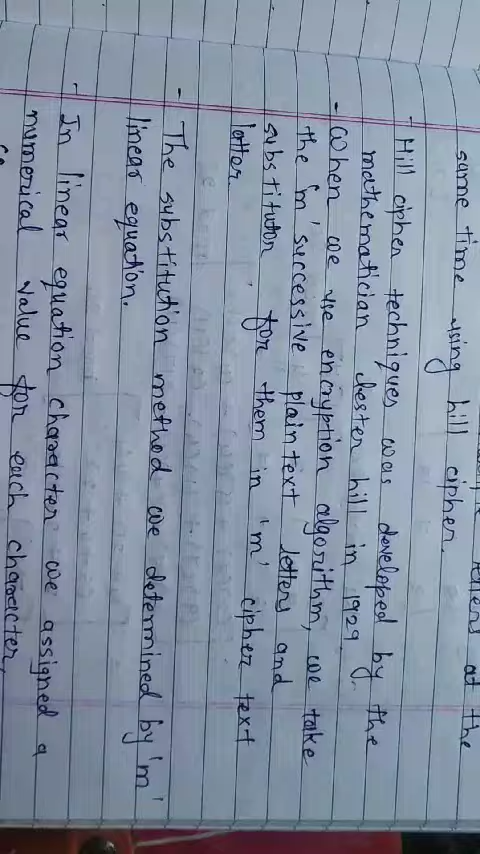 letters at the
same time using hill cipher.
- Hill cipher techniques was developed by the
mathematician Lester hill in 1929.
- When we use encryption algorithm, we take
the 'm' successive plaintext letters and
substitutor for them in 'm' cipher text
latter.
- The substitution method we determined by 'm'
linear equation.
- In linear equation character we assigned a
numerical value for each character,